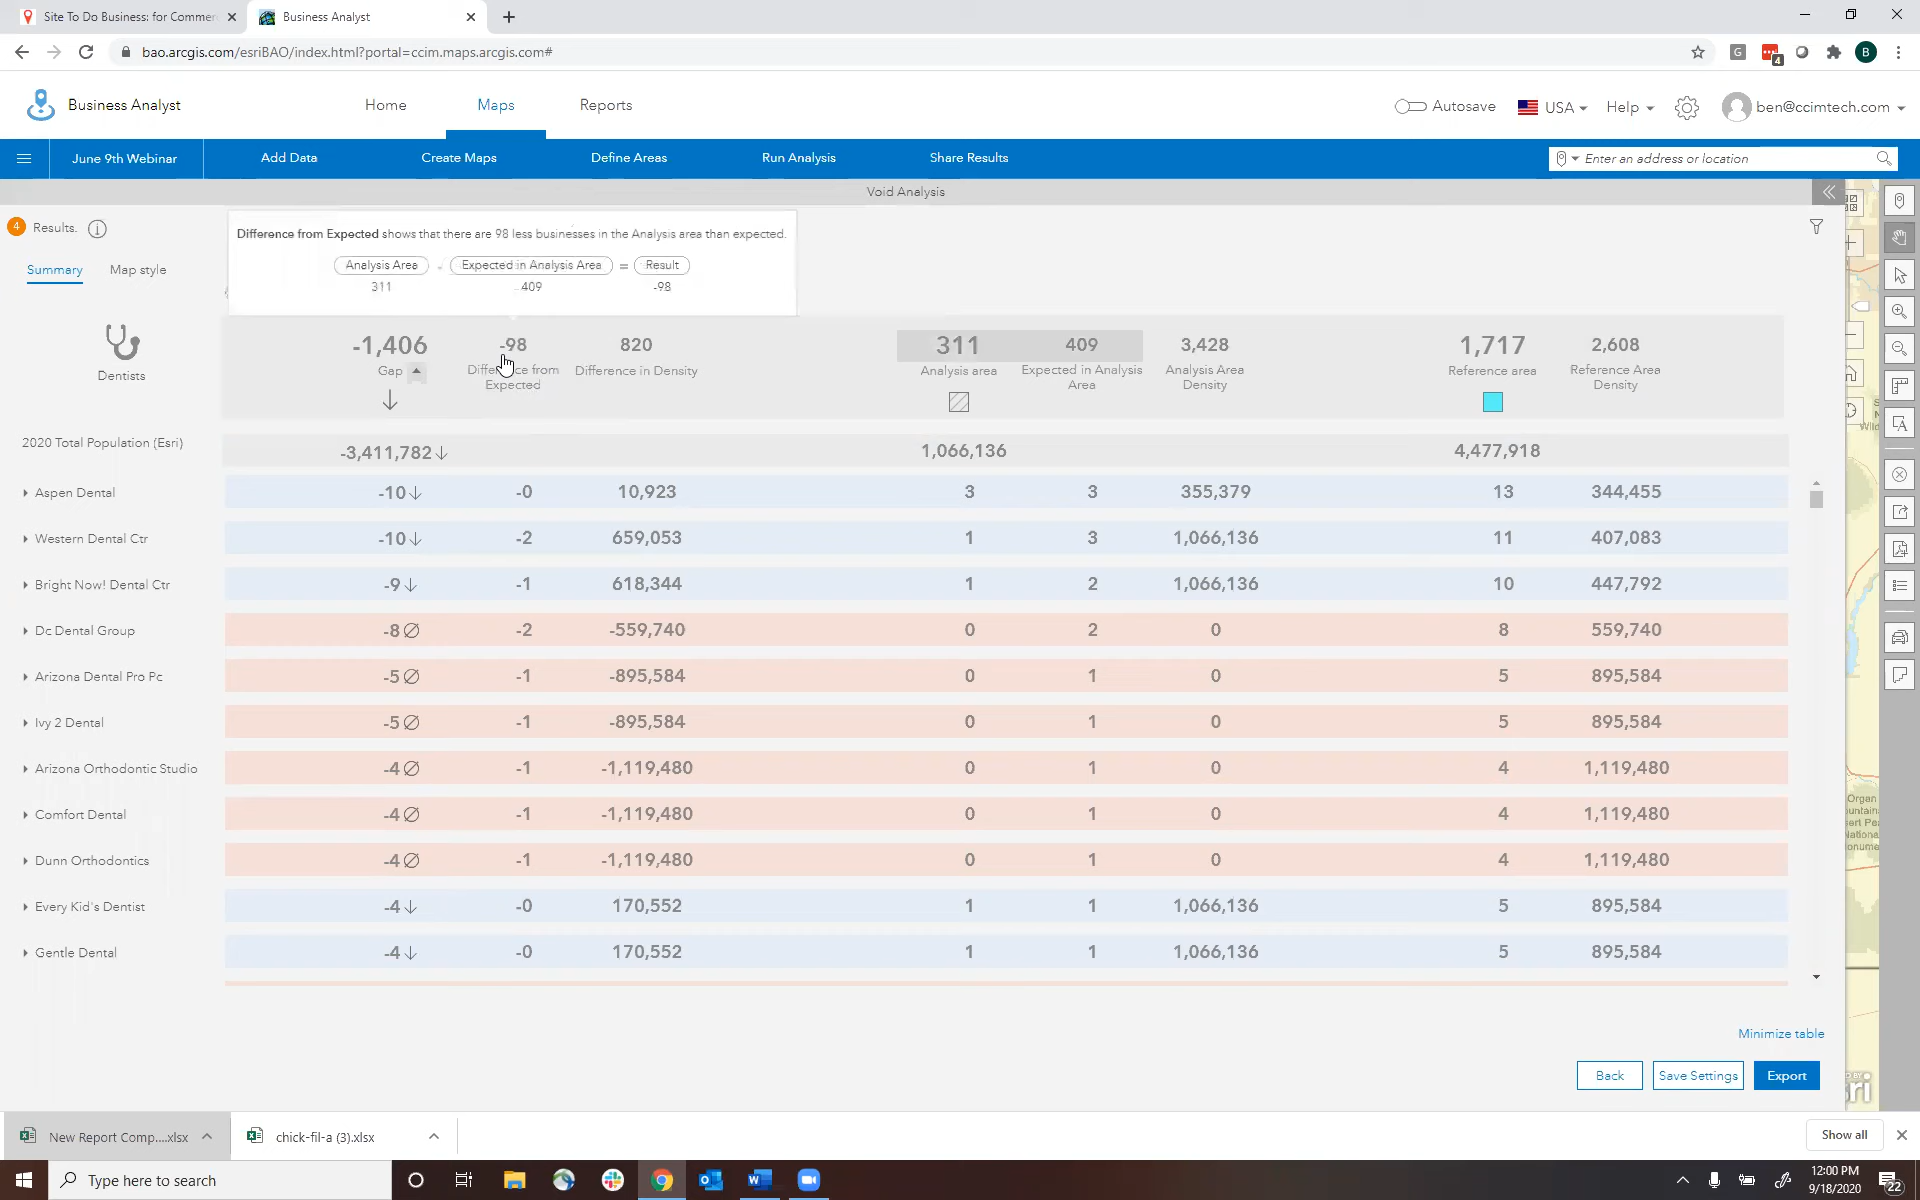 Site To Do Business: for Commer
Business Analyst
bao.arcgis.com/esriBAO/index.html?portal=ccim.maps.arcgis.com#
G
4
B
Business Analyst
Home
Maps
Reports
Autosave
USA
Help
ben@ccimtech.com
June 9th Webinar
Add Data
Create Maps
Define Areas
Run Analysis
Share Results
Enter an address or location
Void Analysis
4 Results.
Summary
Map style
Difference from Expected shows that there are 98 less businesses in the Analysis area than expected.
Analysis Area - Expected in Analysis Area = Result
311 409 -98
Dentists
-1,406 -98 820 311 409 3,428 1,717 2,608
Gap Difference from Expected Difference in Density Analysis area Expected in Analysis Area Analysis Area Density Reference area Reference Area Density
2020 Total Population (Esri) -3,411,782↓ 1,066,136 4,477,918
Aspen Dental -10↓ -0 10,923 3 3 355,379 13 344,455
Western Dental Ctr -10↓ -2 659,053 1 3 1,066,136 11 407,083
Bright Now! Dental Ctr -9↓ -1 618,344 1 2 1,066,136 10 447,792
Dc Dental Group -8∅ -2 -559,740 0 2 0 8 559,740
Arizona Dental Pro Pc -5∅ -1 -895,584 0 1 0 5 895,584
Ivy 2 Dental -5∅ -1 -895,584 0 1 0 5 895,584
Arizona Orthodontic Studio -4∅ -1 -1,119,480 0 1 0 4 1,119,480
Comfort Dental -4∅ -1 -1,119,480 0 1 0 4 1,119,480
Dunn Orthodontics -4∅ -1 -1,119,480 0 1 0 4 1,119,480
Every Kid's Dentist -4↓ -0 170,552 1 1 1,066,136 5 895,584
Gentle Dental -4↓ -0 170,552 1 1 1,066,136 5 895,584
Minimize table
Back
Save Settings
Export
New Report Comp....xlsx
chick-fil-a (3).xlsx
Show all
Type here to search
12:00 PM
9/18/2020
22